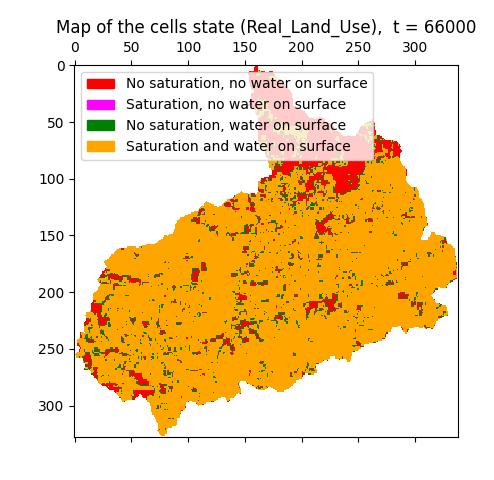 Map of the cells state (Real_Land_Use),  t = 66000
0 50 100 150 200 250 300
0
50
100
150
200
250
300
No saturation, no water on surface
Saturation, no water on surface
No saturation, water on surface
Saturation and water on surface